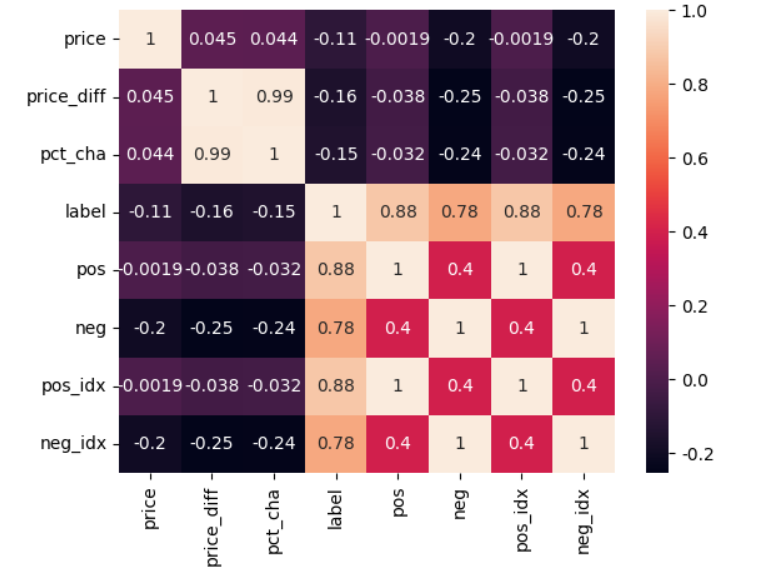 price 1 0.045 0.044 -0.11 -0.0019 -0.2 -0.0019 -0.2
price_diff 0.045 1 0.99 -0.16 -0.038 -0.25 -0.038 -0.25
pct_cha 0.044 0.99 1 -0.15 -0.032 -0.24 -0.032 -0.24
label -0.11 -0.16 -0.15 1 0.88 0.78 0.88 0.78
pos -0.0019 -0.038 -0.032 0.88 1 0.4 1 0.4
neg -0.2 -0.25 -0.24 0.78 0.4 1 0.4 1
pos_idx -0.0019 -0.038 -0.032 0.88 1 0.4 1 0.4
neg_idx -0.2 -0.25 -0.24 0.78 0.4 1 0.4 1
price price_diff pct_cha label pos neg pos_idx neg_idx
1.0
0.8
0.6
0.4
0.2
0.0
-0.2